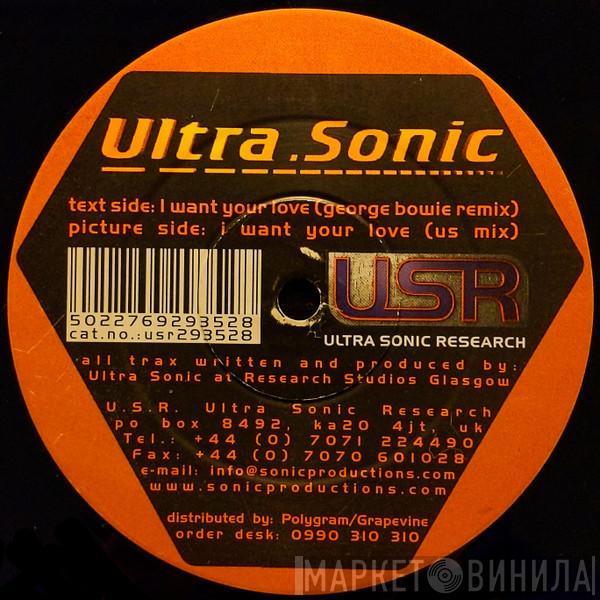 Ultra.Sonic
text side: I want your love (george bowie remix)
picture side: i want your love (us mix)
USR
5022769293528
cat.no.:usr293528
ULTRA SONIC RESEARCH
all trax written and produced by:
Ultra Sonic at Research Studios Glasgow
U.S.R. Ultra Sonic Research
po box 8492, ka20 4jt, uk
Tel.: +44 (0) 7071 224490
Fax: +44 (0) 7070 601028
e-mail: info@sonicproductions.com
www.sonicproductions.com
distributed by: Polygram/Grapevine
order desk: 0990 310 310
МАРКЕТ ВИНИЛА